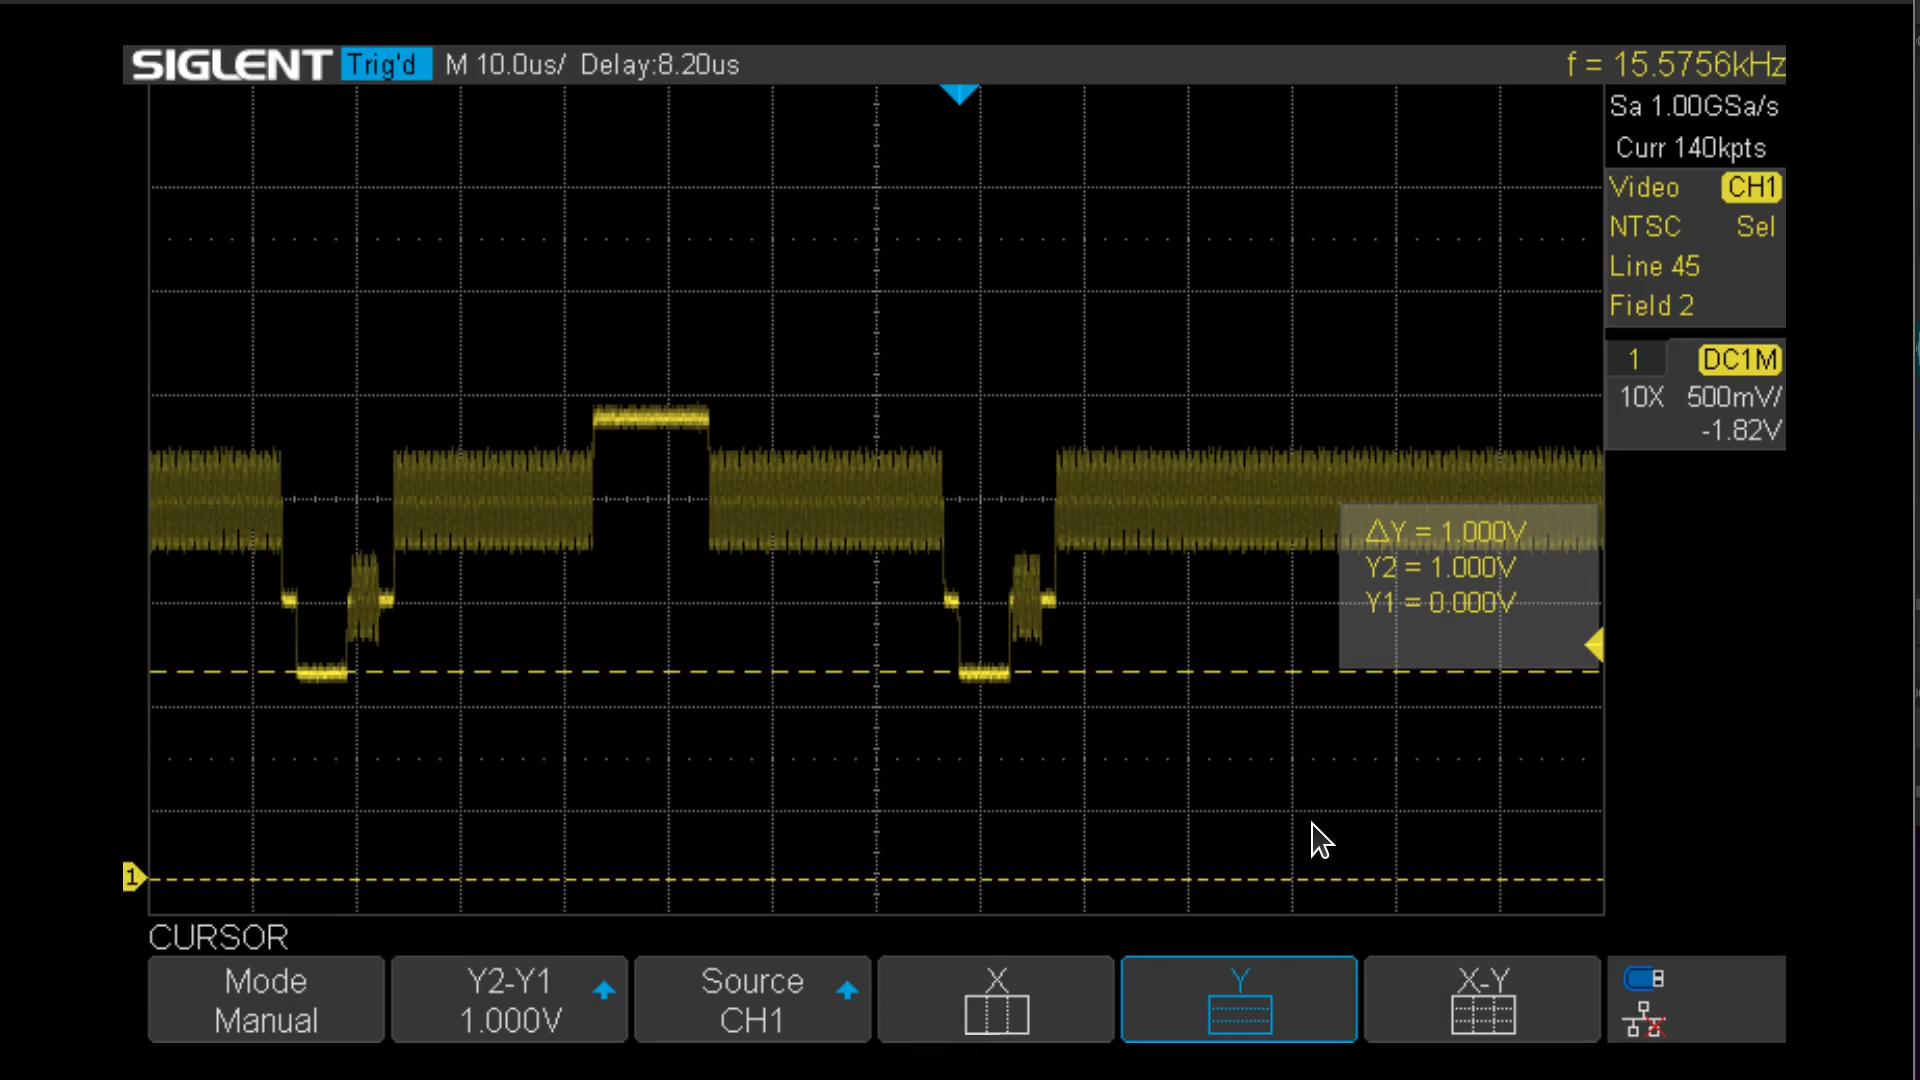 SIGLENT Trig'd M 10.0us/ Delay:8.20us f = 15.5756kHz
Sa 1.00GSa/s
Curr 140kpts
Video CH1
NTSC Sel
Line 45
Field 2
1 DC1M
10X 500mV/
-1.82V
ΔY = 1.000V
Y2 = 1.000V
Y1 = 0.000V
1
CURSOR
Mode
Manual
Y2-Y1
1.000V
Source
CH1
X
Y
X-Y